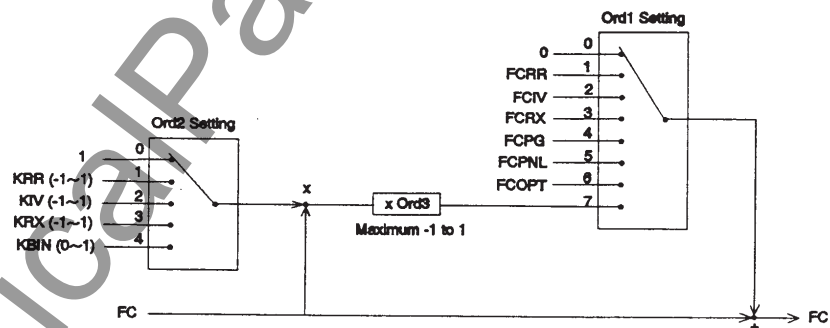 Ord1 Setting
0 0
FCRR 1
FCIV 2
FCRX 3
FCPG 4
FCPNL 5
FCOPT 6
7
Ord2 Setting
1 0
KRR (-1~1) 1
KIV (-1~1) 2
KRX (-1~1) 3
KBIN (0~1) 4
x
x Ord3
Maximum -1 to 1
FC
FC
+